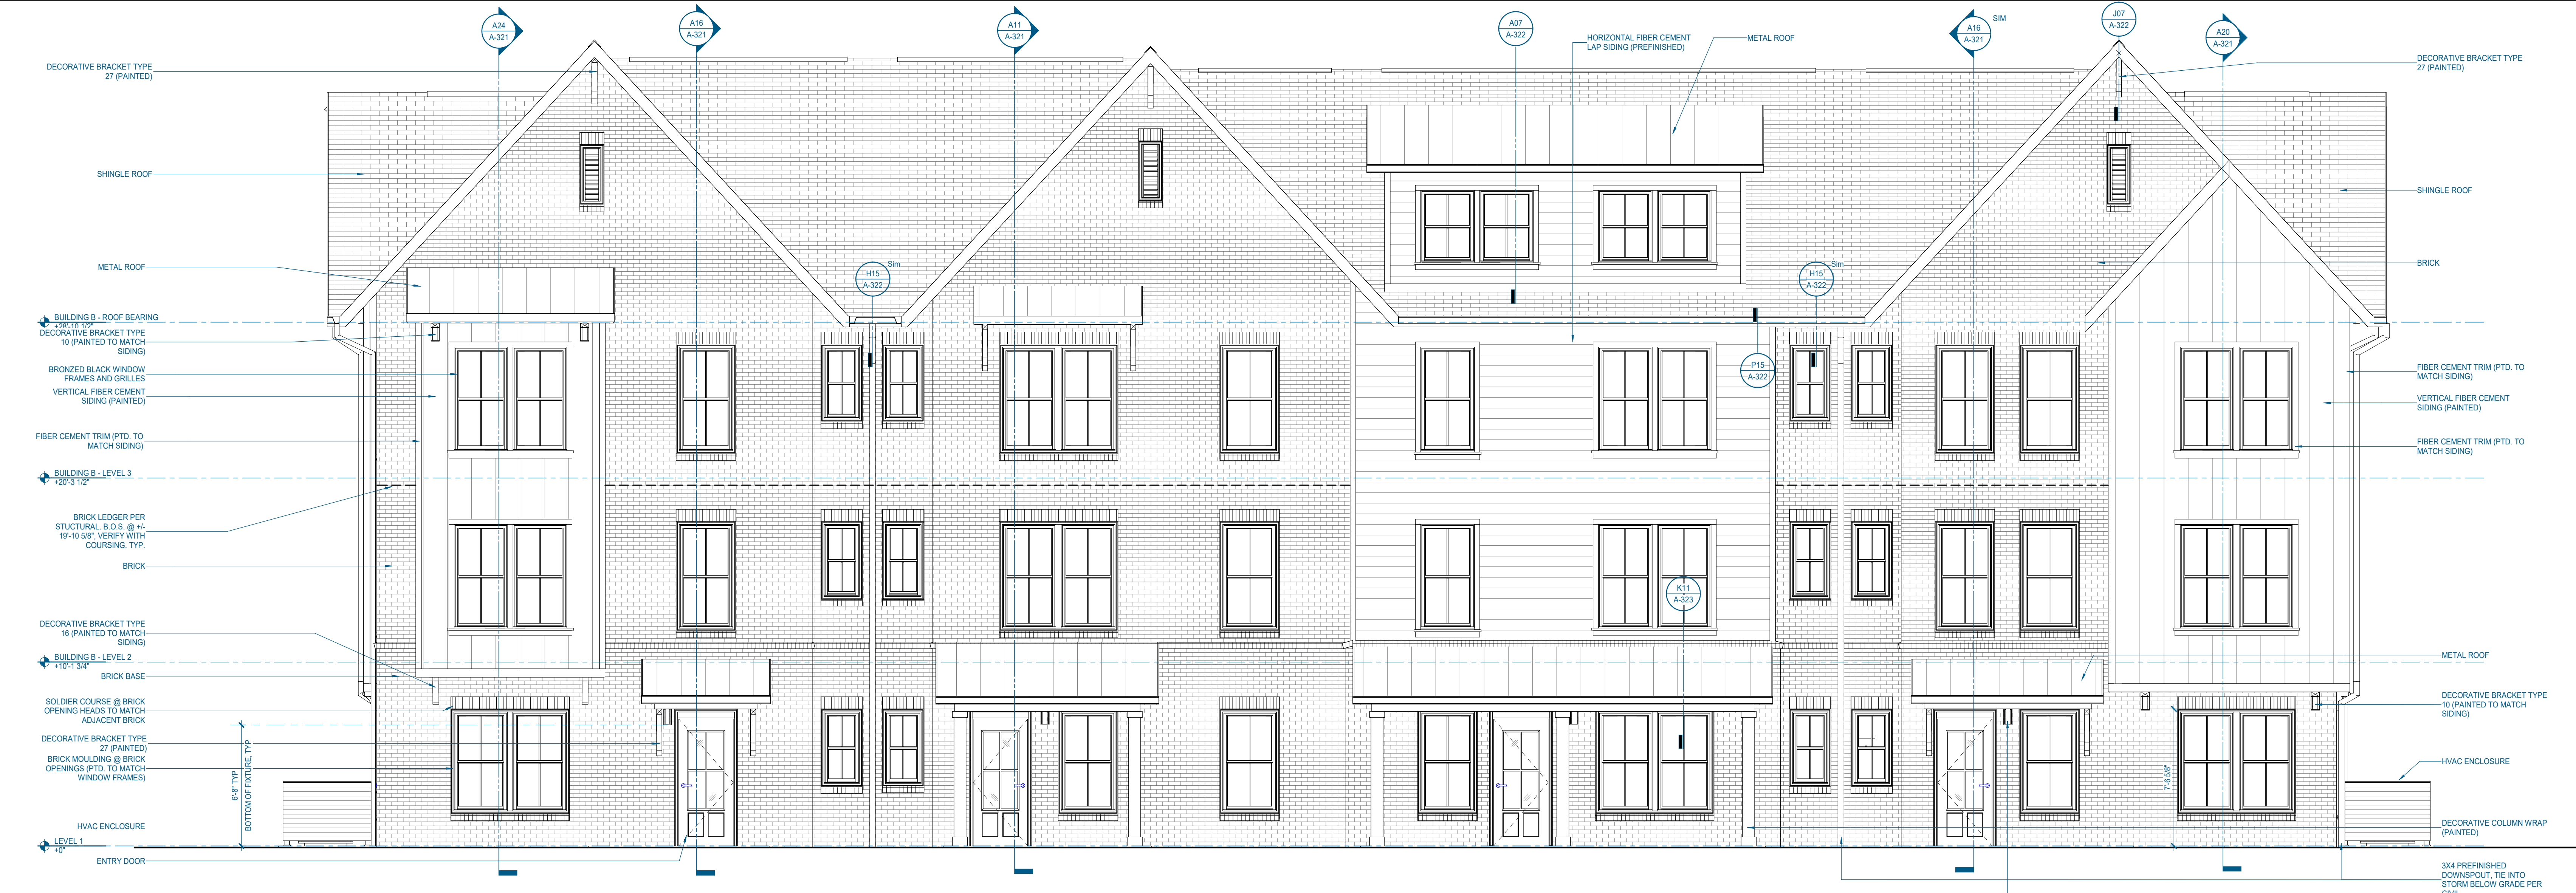 A24
A-321
A16
A-321
A11
A-321
A07
A-322
A16
A-321
SIM
J07
A-322
A20
A-321
DECORATIVE BRACKET TYPE
27 (PAINTED)
HORIZONTAL FIBER CEMENT
LAP SIDING (PREFINISHED)
METAL ROOF
DECORATIVE BRACKET TYPE
27 (PAINTED)
SHINGLE ROOF
SHINGLE ROOF
METAL ROOF
H15
A-322
Sim
H15
A-322
Sim
BRICK
BUILDING B - ROOF BEARING
+28'-10 1/2"
DECORATIVE BRACKET TYPE
10 (PAINTED TO MATCH
SIDING)
BRONZED BLACK WINDOW
FRAMES AND GRILLES
P15
A-322
FIBER CEMENT TRIM (PTD. TO
MATCH SIDING)
VERTICAL FIBER CEMENT
SIDING (PAINTED)
VERTICAL FIBER CEMENT
SIDING (PAINTED)
FIBER CEMENT TRIM (PTD. TO
MATCH SIDING)
FIBER CEMENT TRIM (PTD. TO
MATCH SIDING)
BUILDING B - LEVEL 3
+20'-3 1/2"
BRICK LEDGER PER
STUCTURAL. B.O.S. @ +/-
19'-10 5/8", VERIFY WITH
COURSING. TYP.
BRICK
K11
A-323
DECORATIVE BRACKET TYPE
16 (PAINTED TO MATCH
SIDING)
BUILDING B - LEVEL 2
+10'-1 3/4"
BRICK BASE
METAL ROOF
SOLDIER COURSE @ BRICK
OPENING HEADS TO MATCH
ADJACENT BRICK
DECORATIVE BRACKET TYPE
10 (PAINTED TO MATCH
SIDING)
DECORATIVE BRACKET TYPE
27 (PAINTED)
BRICK MOULDING @ BRICK
OPENINGS (PTD. TO MATCH
WINDOW FRAMES)
6'-8" TYP
BOTTOM OF FIXTURE, TYP
7'-6 5/8"
HVAC ENCLOSURE
HVAC ENCLOSURE
LEVEL 1
+0"
ENTRY DOOR
DECORATIVE COLUMN WRAP
(PAINTED)
3X4 PREFINISHED
DOWNSPOUT, TIE INTO
STORM BELOW GRADE PER